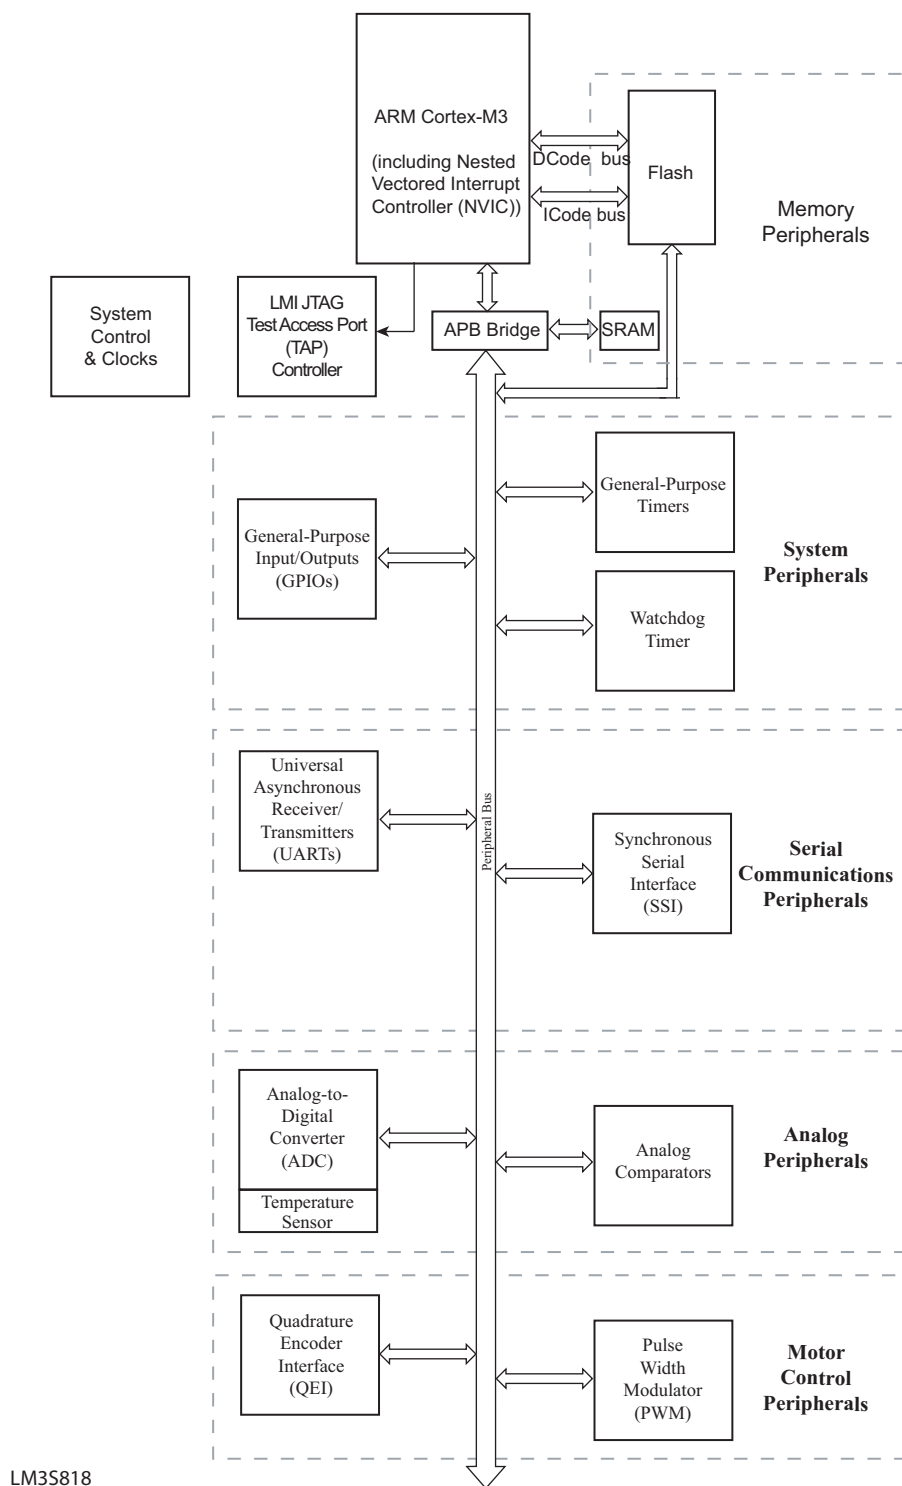 ARM Cortex-M3
(including Nested
Vectored Interrupt
Controller (NVIC))
DCode bus
ICode bus
Flash
Memory
Peripherals
System
Control
& Clocks
LMI JTAG
Test Access Port
(TAP)
Controller
APB Bridge
SRAM
General-Purpose
Input/Outputs
(GPIOs)
General-Purpose
Timers
Watchdog
Timer
System
Peripherals
Universal
Asynchronous
Receiver/
Transmitters
(UARTs)
Peripheral Bus
Synchronous
Serial
Interface
(SSI)
Serial
Communications
Peripherals
Analog-to-
Digital
Converter
(ADC)
Temperature
Sensor
Analog
Comparators
Analog
Peripherals
Quadrature
Encoder
Interface
(QEI)
Pulse
Width
Modulator
(PWM)
Motor
Control
Peripherals
LM3S818